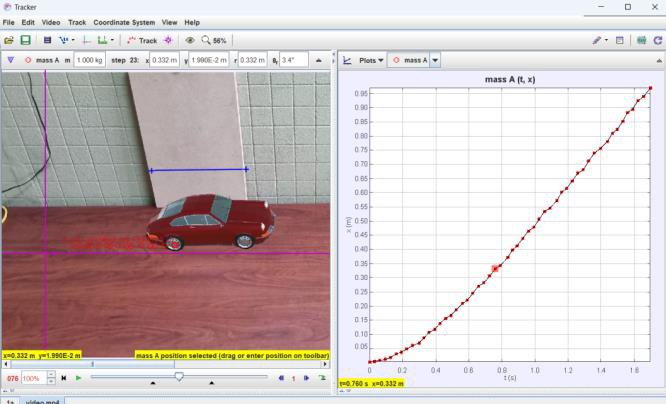 Tracker
File Edit Video Track Coordinate System View Help
Track 56%
mass A m 1.000 kg step 23: x 0.332 m y 1.990E-2 m r 0.332 m θr 3.4°
Plots mass A
mass A (t, x)
x (m)
0.95
0.90
0.85
0.80
0.75
0.70
0.65
0.60
0.55
0.50
0.45
0.40
0.35
0.30
0.25
0.20
0.15
0.10
0.05
0 0.2 0.4 0.6 0.8 1.0 1.2 1.4 1.6
t (s)
x=0.332 m y=1.990E-2 m mass A position selected (drag or enter position on toolbar)
t=0.760 s x=0.332 m
076 100% 1
video.mp4